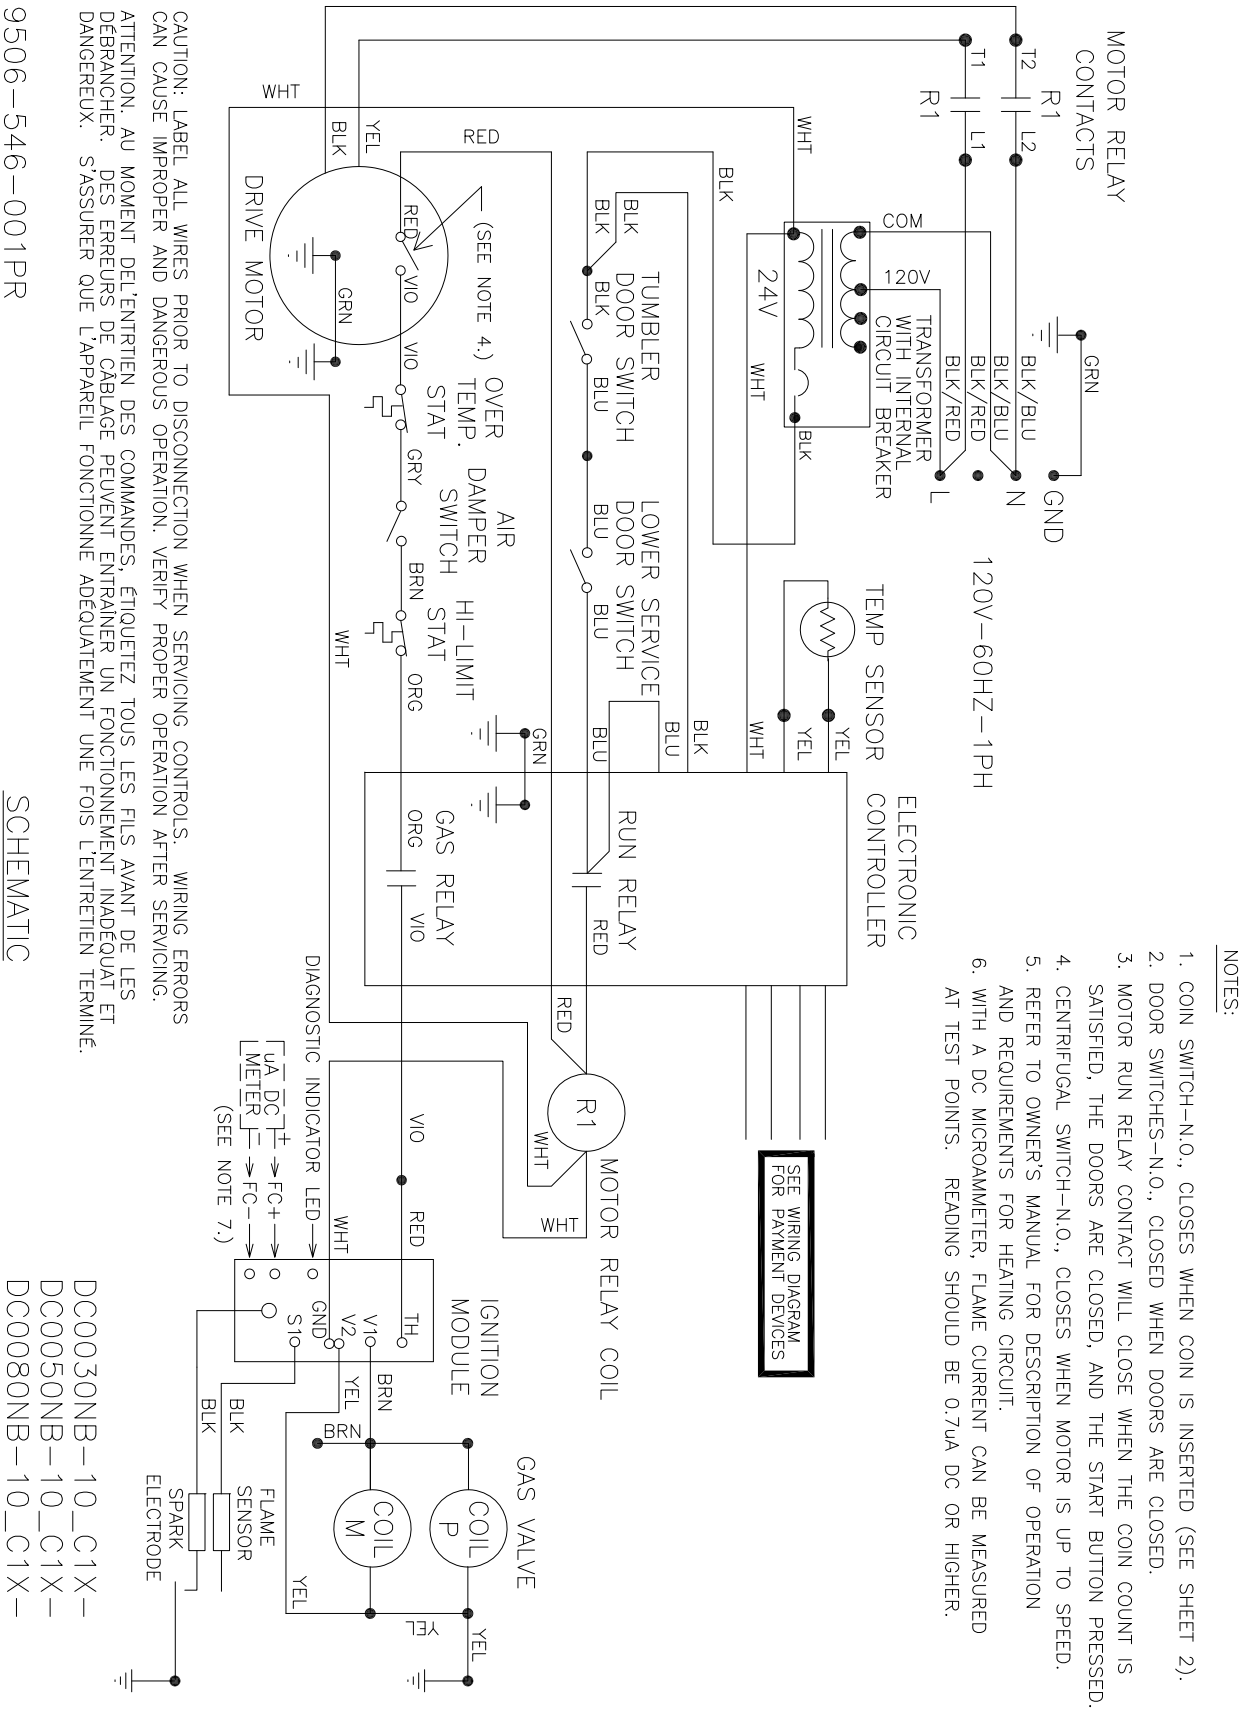 NOTES:
1. COIN SWITCH-N.O., CLOSES WHEN COIN IS INSERTED (SEE SHEET 2).
2. DOOR SWITCHES-N.O., CLOSED WHEN DOORS ARE CLOSED.
3. MOTOR RUN RELAY CONTACT WILL CLOSE WHEN THE COIN COUNT IS
SATISFIED, THE DOORS ARE CLOSED, AND THE START BUTTON PRESSED.
4. CENTRIFUGAL SWITCH-N.O., CLOSES WHEN MOTOR IS UP TO SPEED.
5. REFER TO OWNER'S MANUAL FOR DESCRIPTION OF OPERATION
AND REQUIREMENTS FOR HEATING CIRCUIT.
6. WITH A DC MICROAMMETER, FLAME CURRENT CAN BE MEASURED
AT TEST POINTS. READING SHOULD BE 0.7uA DC OR HIGHER.
MOTOR RELAY
CONTACTS
T2
R1
L2
T1
R1
L1
GRN
GND
BLK/BLU
N
BLK/BLU
BLK/RED
BLK/RED
L
120V-60HZ-1PH
COM
120V
TRANSFORMER
WITH INTERNAL
CIRCUIT BREAKER
24V
WHT
BLK
WHT
BLK
WHT
TEMP SENSOR
YEL
YEL
ELECTRONIC
CONTROLLER
SEE WIRING DIAGRAM
FOR PAYMENT DEVICES
TUMBLER
DOOR SWITCH
BLK
BLK
BLK
BLU
LOWER SERVICE
DOOR SWITCH
BLU
BLU
BLK
BLU
BLU
RUN RELAY
RED
R1
MOTOR RELAY COIL
RED
WHT
WHT
GRN
WHT
YEL
BLK
RED
(SEE NOTE 4.)
RED
VIO
GRN
DRIVE MOTOR
VIO
OVER
TEMP.
STAT
GRY
AIR
DAMPER
SWITCH
BRN
HI-LIMIT
STAT
ORG
ORG
GAS RELAY
VIO
VIO
RED
WHT
WHT
IGNITION
MODULE
TH
V1
V2
GND
S1
BRN
YEL
BRN
GAS VALVE
COIL
P
COIL
M
YEL
YEL
YEL
DIAGNOSTIC INDICATOR LED
uA DC
METER
+
-
FC+
FC-
(SEE NOTE 7.)
BLK
BLK
FLAME
SENSOR
SPARK
ELECTRODE
CAUTION: LABEL ALL WIRES PRIOR TO DISCONNECTION WHEN SERVICING CONTROLS. WIRING ERRORS
CAN CAUSE IMPROPER AND DANGEROUS OPERATION. VERIFY PROPER OPERATION AFTER SERVICING.
ATTENTION. AU MOMENT DEL'ENTRTIEN DES COMMANDES, ÉTIQUETEZ TOUS LES FILS AVANT DE LES
DÉBRANCHER. DES ERREURS DE CÂBLAGE PEUVENT ENTRAÎNER UN FONCTIONNEMENT INADÉQUAT ET
DANGEREUX. S'ASSURER QUE L'APPAREIL FONCTIONNE ADÉQUATEMENT UNE FOIS L'ENTRETIEN TERMINÉ.
9506-546-001PR
SCHEMATIC
DC0030NB-10_C1X-
DC0050NB-10_C1X-
DC0080NB-10_C1X-